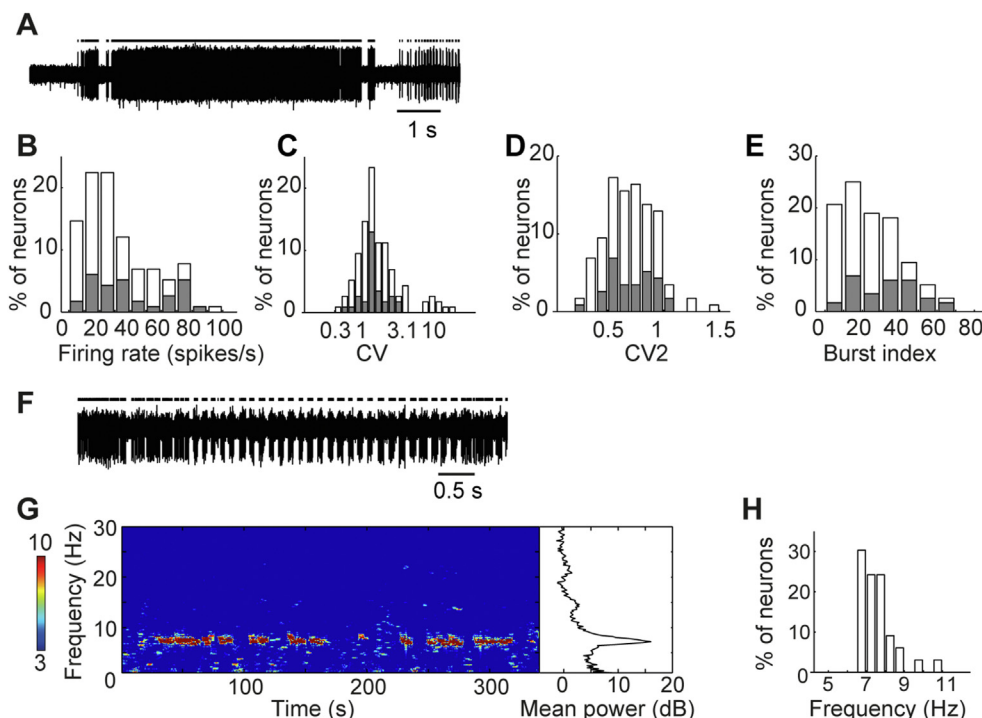 A
1 s
B
% of neurons
20
10
0
0 20 40 60 80 100
Firing rate (spikes/s)
C
% of neurons
20
10
0
0.3 1 3.1 10
CV
D
% of neurons
20
10
0
0.5 1 1.5
CV2
E
% of neurons
30
20
10
0
0 20 40 60 80
Burst index
F
0.5 s
G
10
3
Frequency (Hz)
30
20
10
0
100 200 300
Time (s)
0 10 20
Mean power (dB)
H
% of neurons
30
20
10
0
5 7 9 11
Frequency (Hz)